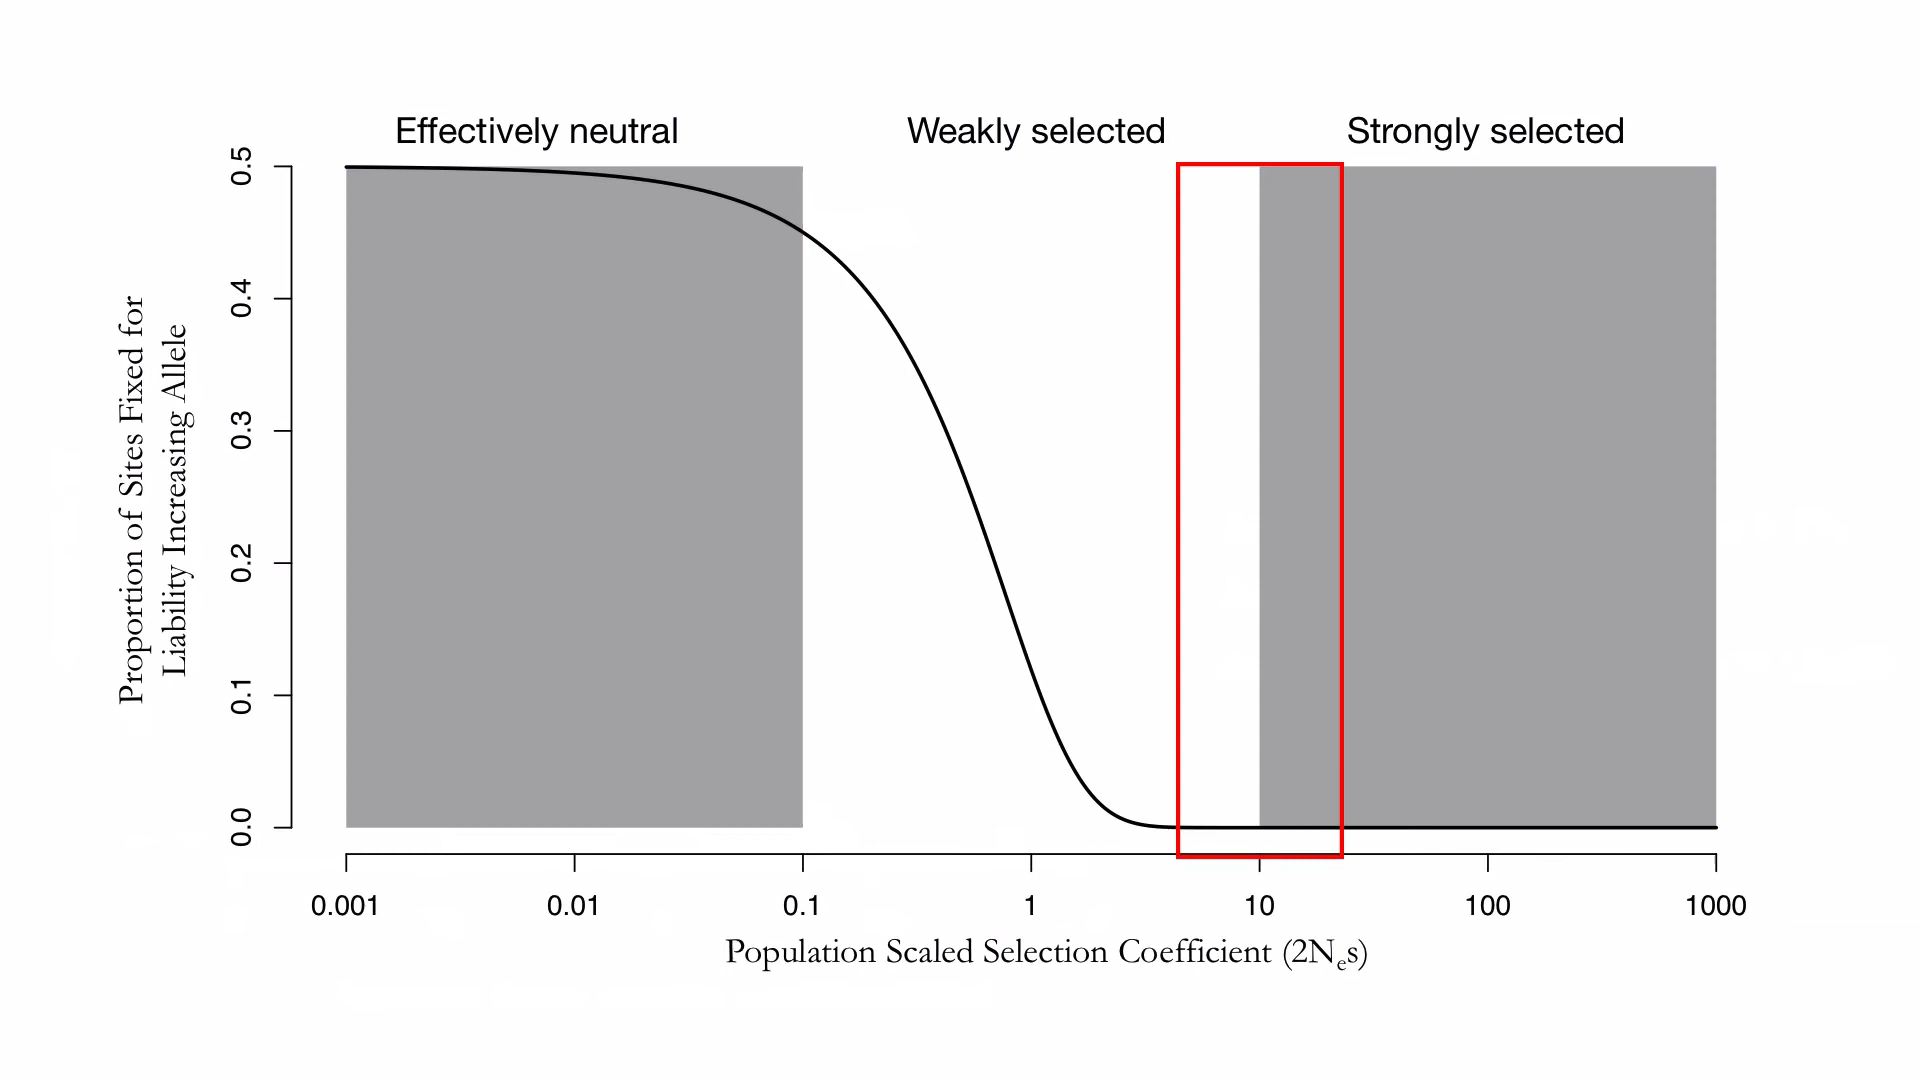 Effectively neutral
Weakly selected
Strongly selected
Proportion of Sites Fixed for
Liability Increasing Allele
0.5
0.4
0.3
0.2
0.1
0.0
0.001
0.01
0.1
1
10
100
1000
Population Scaled Selection Coefficient (2Nₑs)